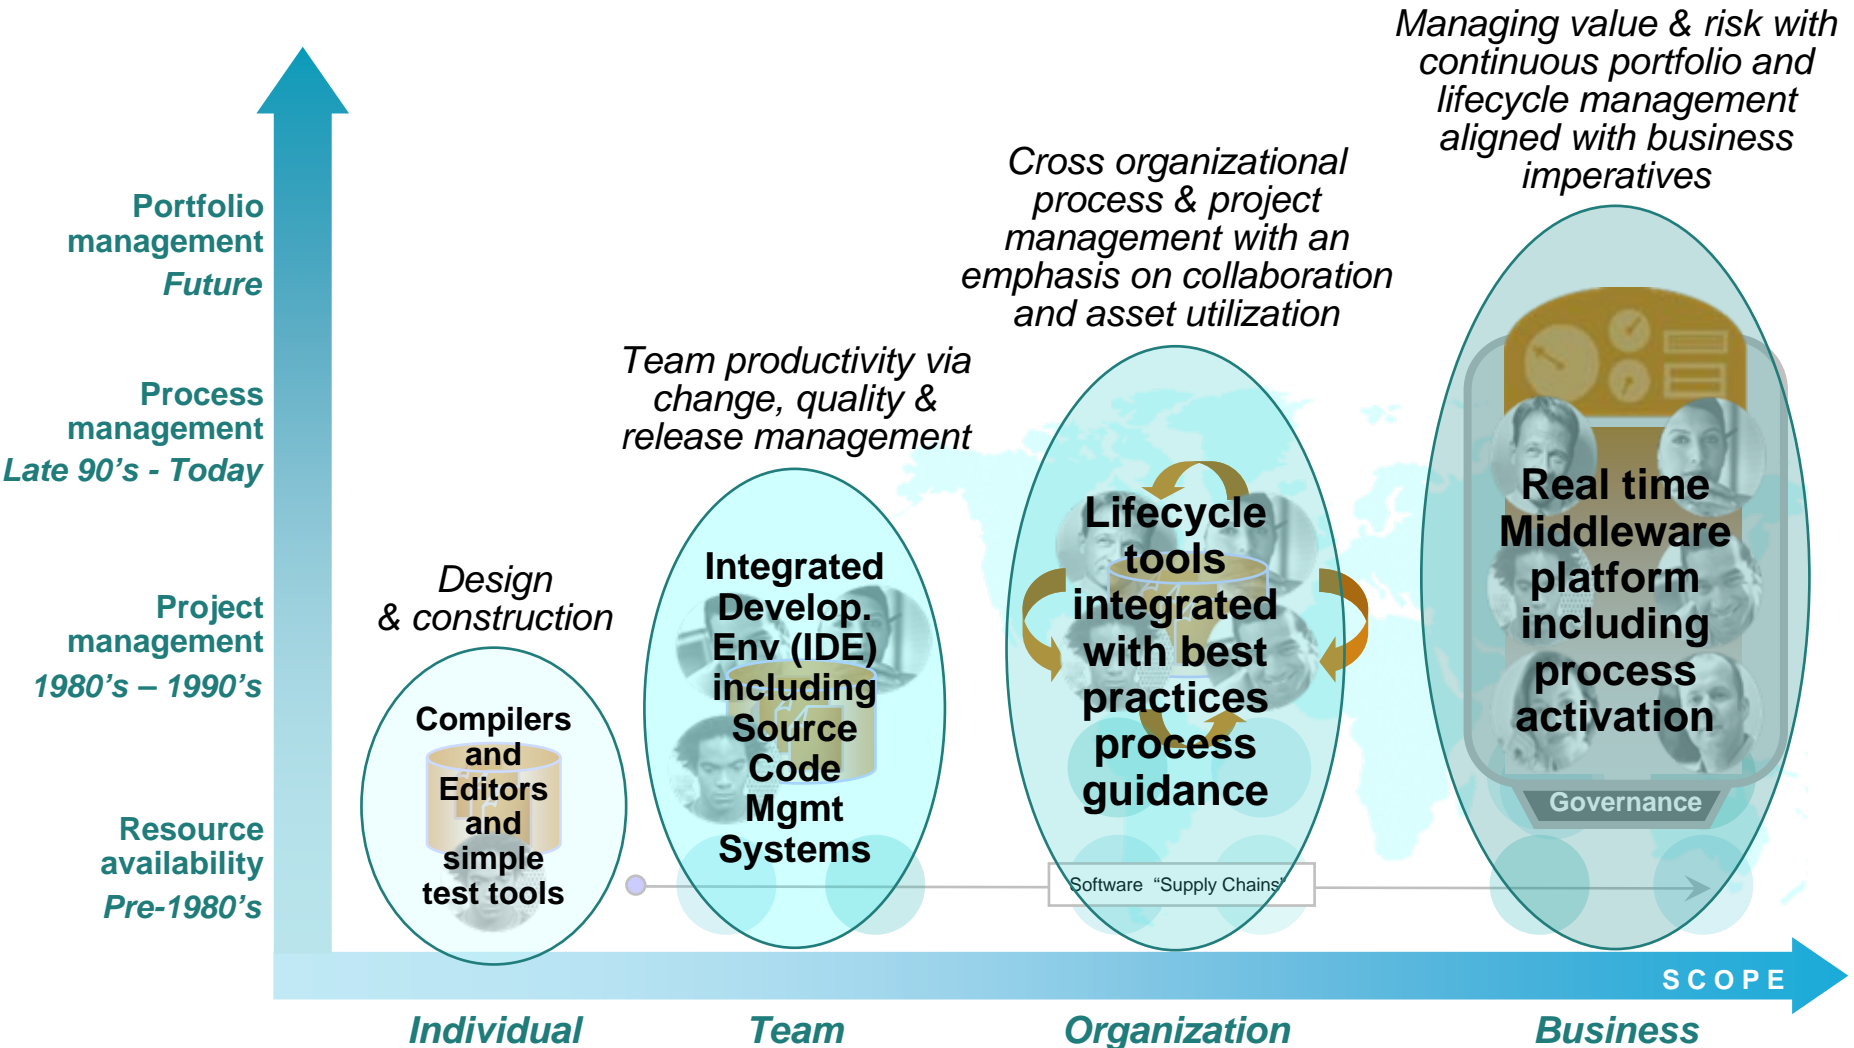 Managing value & risk with
continuous portfolio and
lifecycle management
aligned with business
imperatives
Cross organizational
process & project
management with an
emphasis on collaboration
and asset utilization
Team productivity via
change, quality &
release management
Design
& construction
Portfolio
management
Future
Process
management
Late 90’s - Today
Project
management
1980’s – 1990’s
Resource
availability
Pre-1980’s
Compilers
and
Editors
and
simple
test tools
Integrated
Develop.
Env (IDE)
including
Source
Code
Mgmt
Systems
Lifecycle
tools
integrated
with best
practices
process
guidance
Real time
Middleware
platform
including
process
activation
Governance
Software “Supply Chains”
SCOPE
Individual
Team
Organization
Business